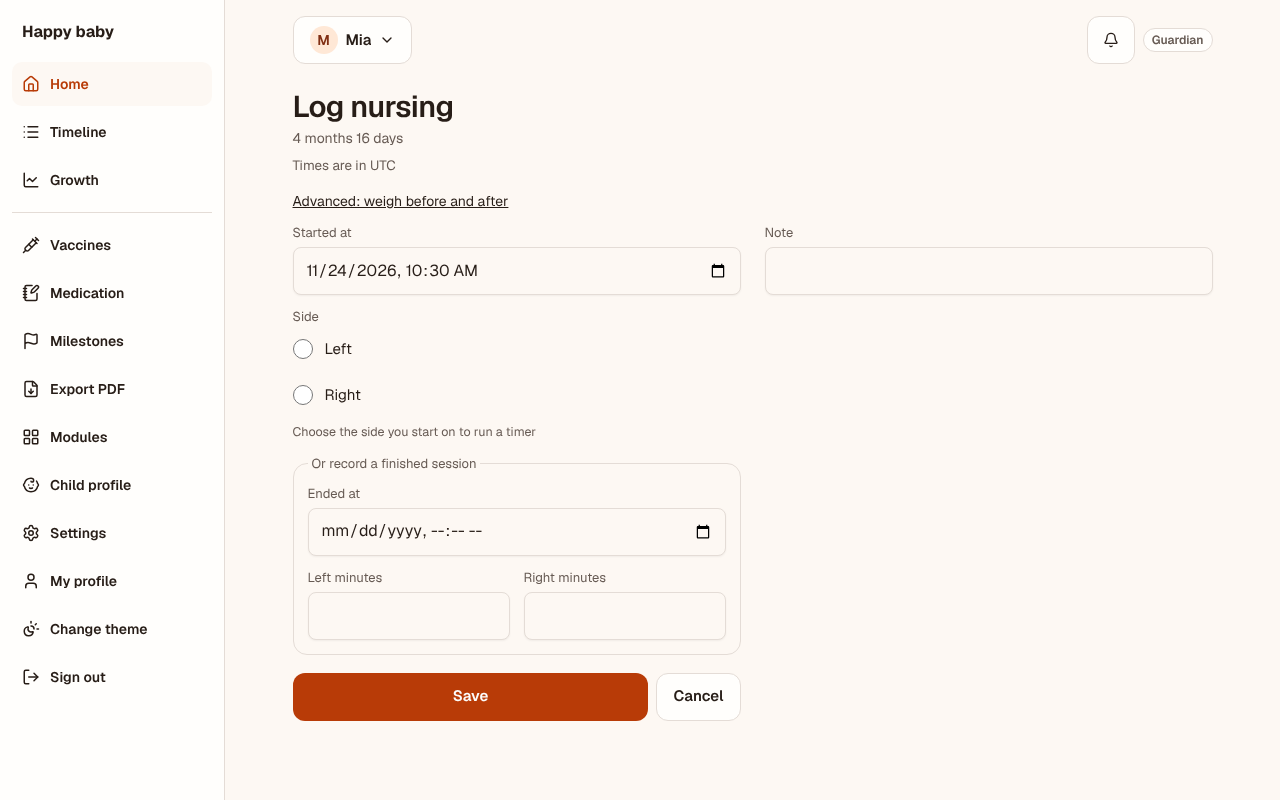 Happy baby
Home
Timeline
Growth
Vaccines
Medication
Milestones
Export PDF
Modules
Child profile
Settings
My profile
Change theme
Sign out
M Mia
Guardian
Log nursing
4 months 16 days
Times are in UTC
Advanced: weigh before and after
Started at
11/24/2026, 10:30 AM
Note
Side
Left
Right
Choose the side you start on to run a timer
Or record a finished session
Ended at
mm/dd/yyyy, --:-- --
Left minutes
Right minutes
Save
Cancel